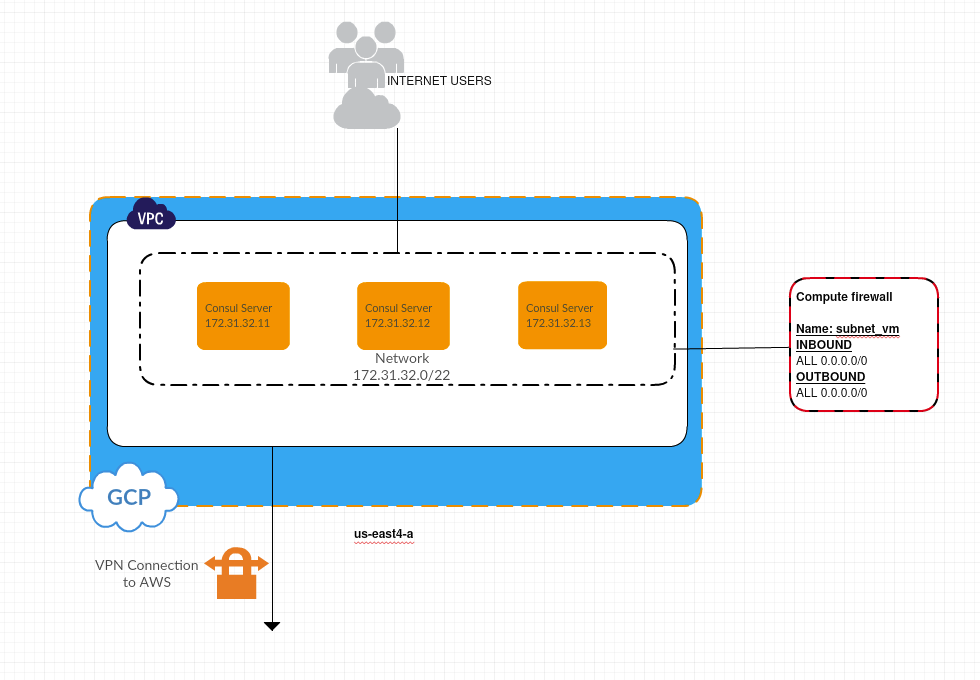 INTERNET USERS
VPC
Consul Server
172.31.32.11
Consul Server
172.31.32.12
Consul Server
172.31.32.13
Network
172.31.32.0/22
Compute firewall
Name: subnet_vm
INBOUND
ALL 0.0.0.0/0
OUTBOUND
ALL 0.0.0.0/0
GCP
us-east4-a
VPN Connection
to AWS